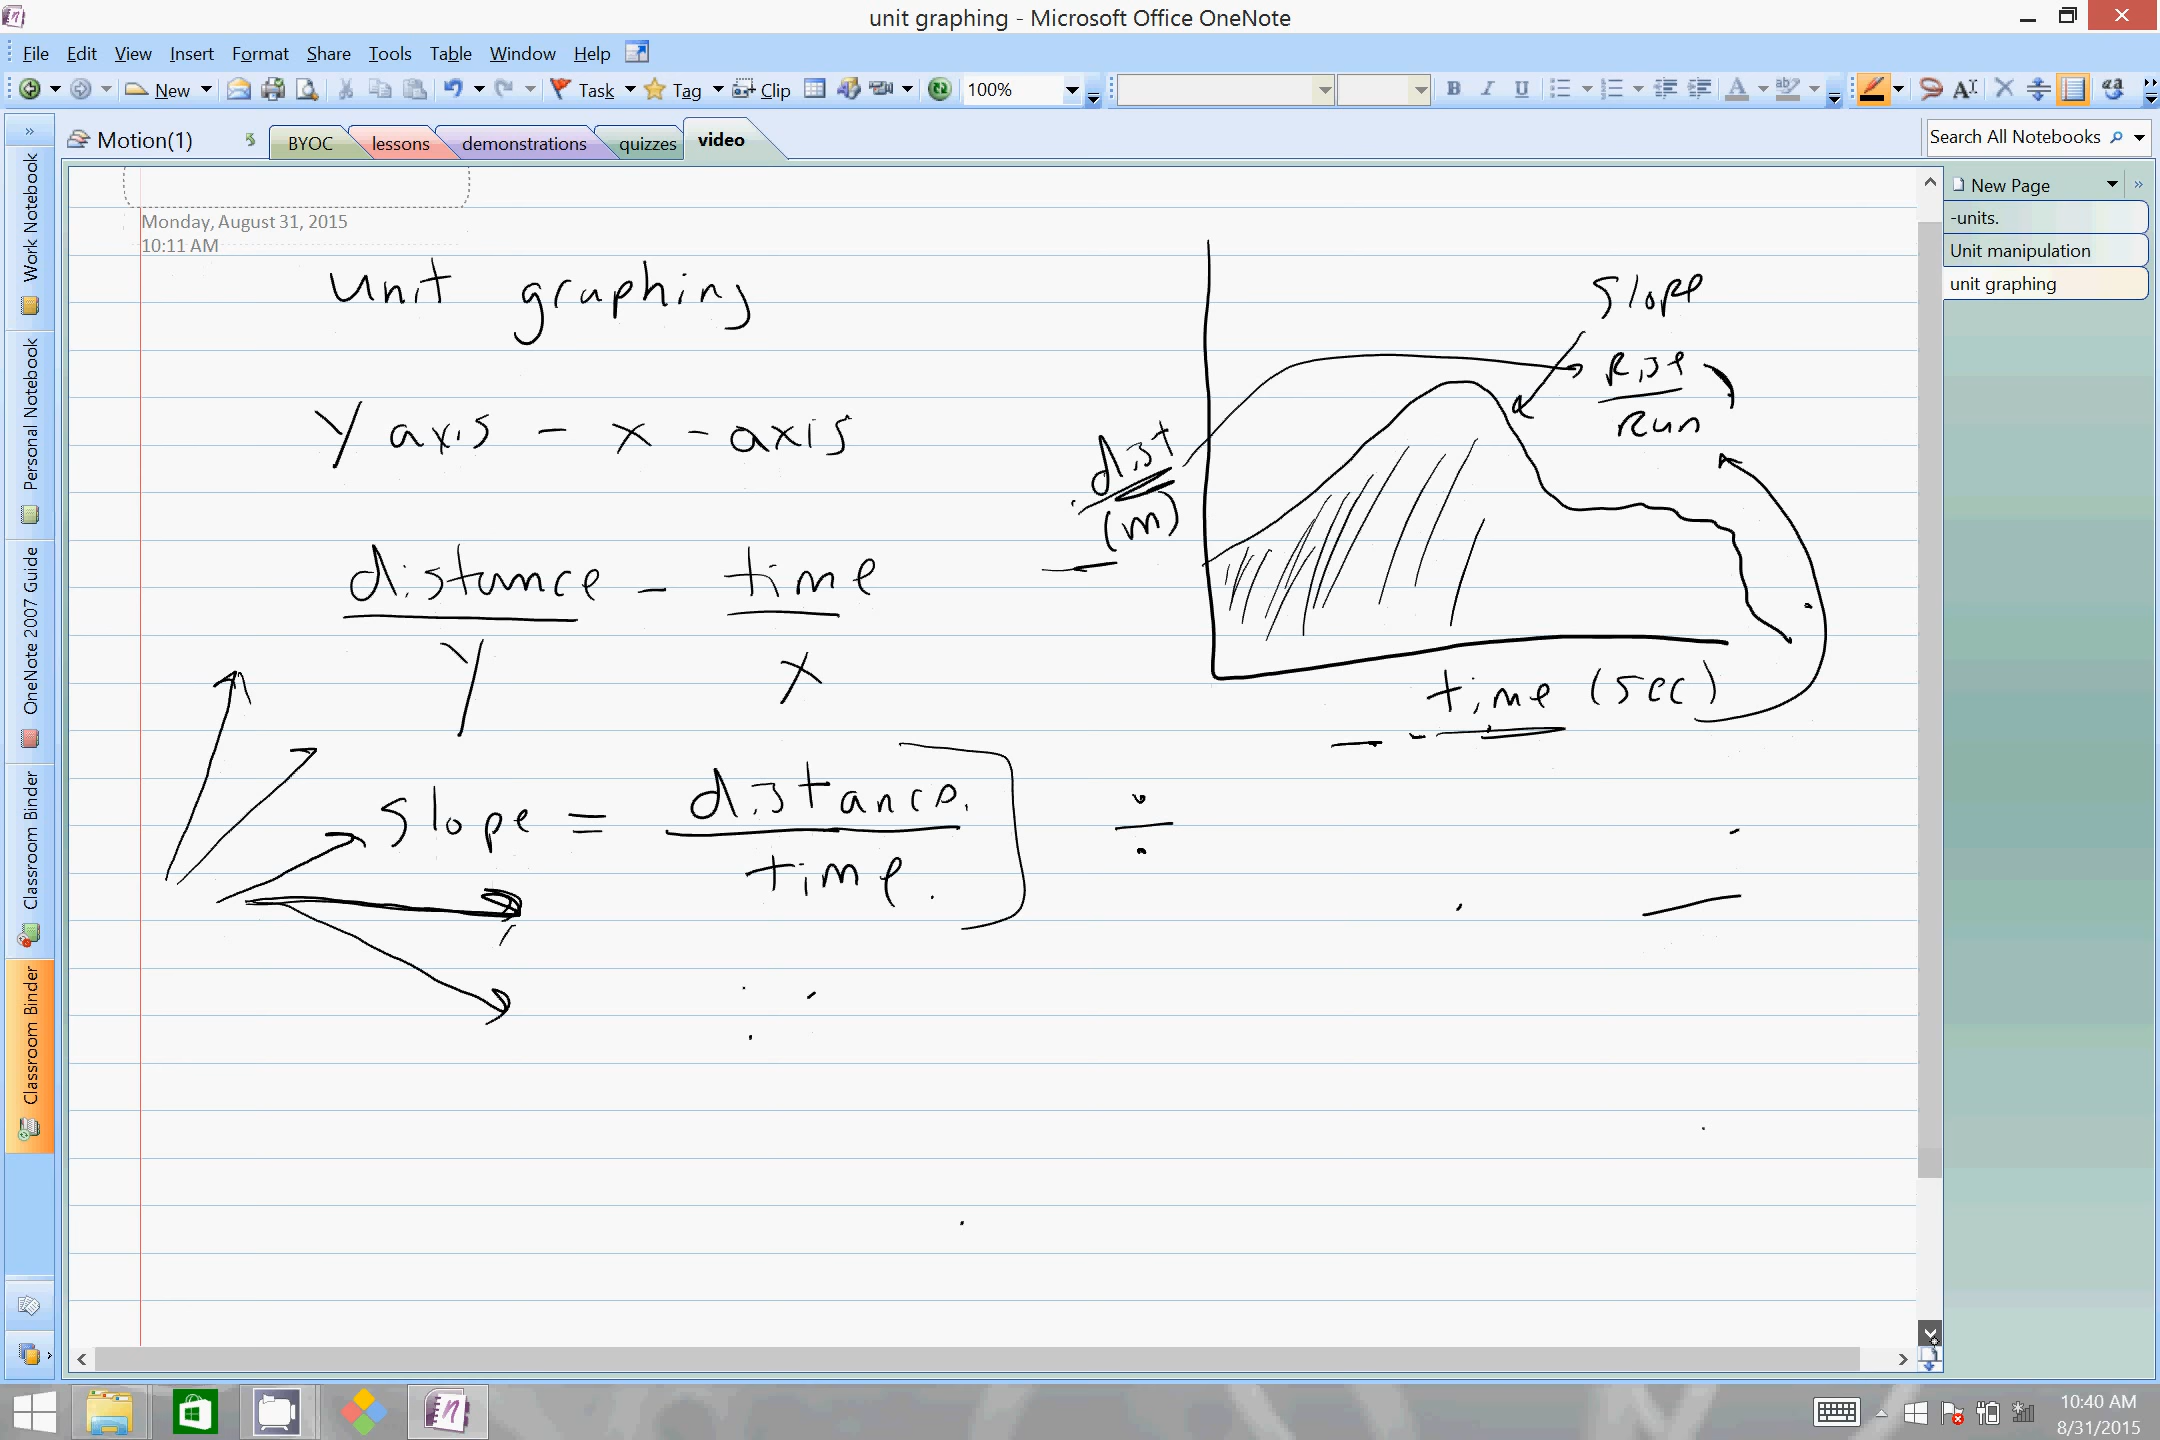 unit graphing - Microsoft Office OneNote
File Edit View Insert Format Share Tools Table Window Help
New Task Tag Clip 100% B I U
Motion(1) BYOC lessons demonstrations quizzes video Search All Notebooks
New Page
-units.
Unit manipulation
unit graphing
Work Notebook
Personal Notebook
OneNote 2007 Guide
Classroom Binder
Classroom Binder
Monday, August 31, 2015
10:11 AM
unit graphing
y axis - x - axis
distance - time
y x
slope = distance.
time.
÷
slope
Rise
Run
dist
(m)
time (sec)
10:40 AM
8/31/2015